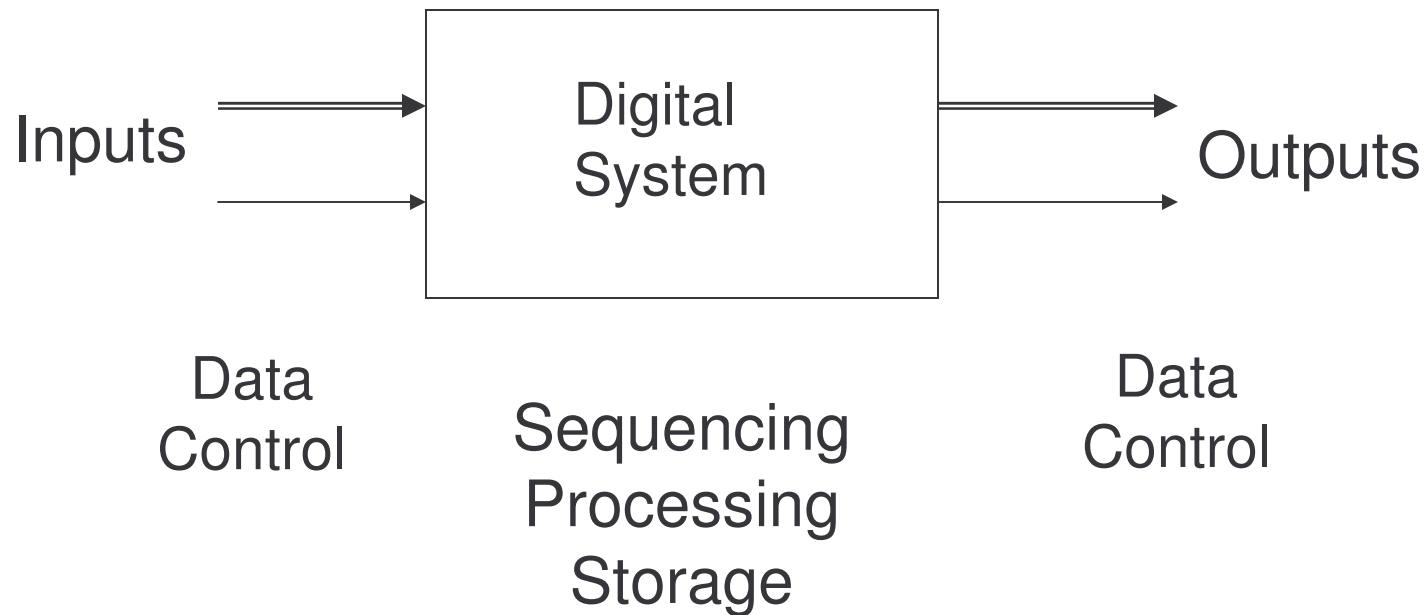 Inputs
Digital
System
Outputs
Data
Control
Sequencing
Processing
Storage
Data
Control